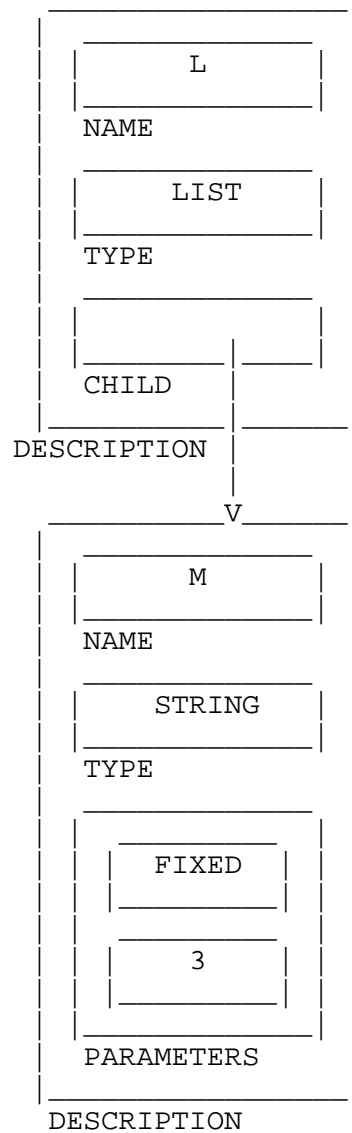 L
NAME
LIST
TYPE
CHILD
DESCRIPTION
V
M
NAME
STRING
TYPE
FIXED
3
PARAMETERS
DESCRIPTION